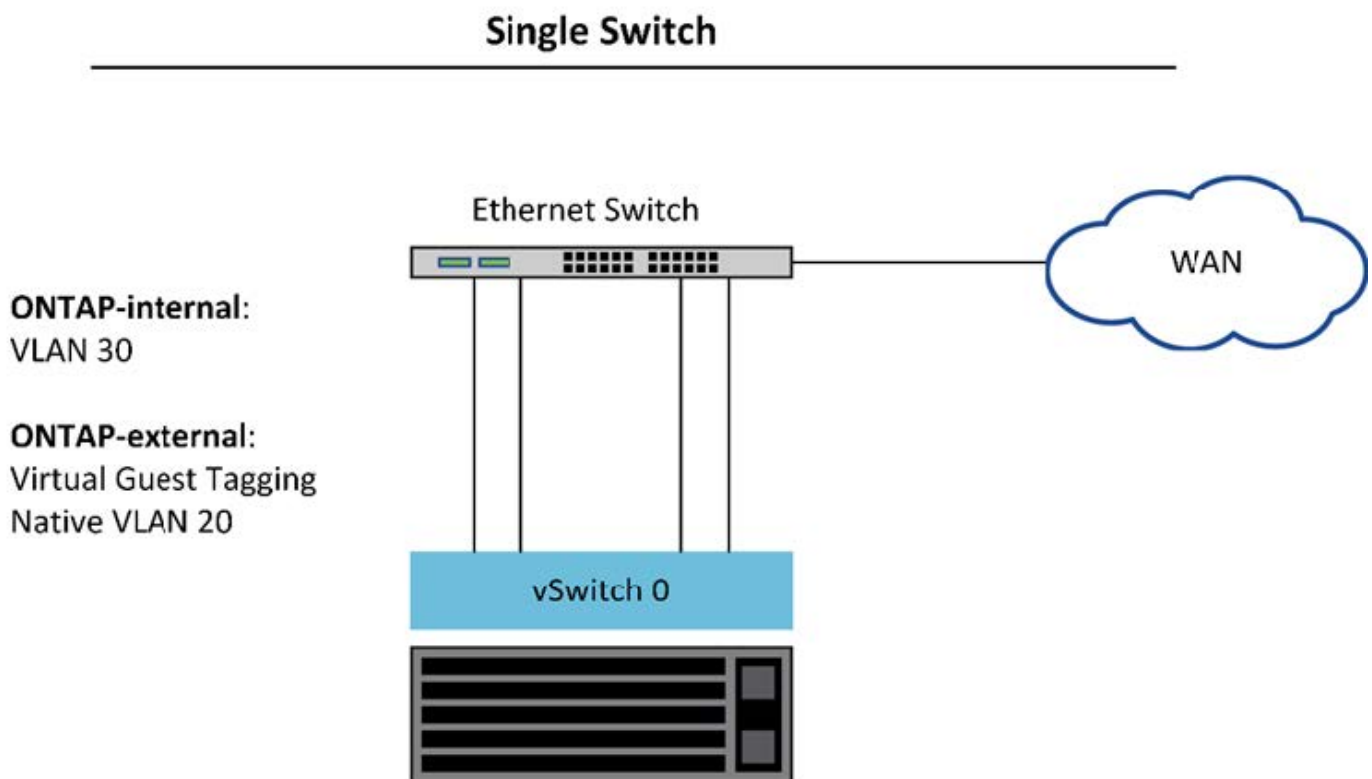 Single Switch
Ethernet Switch
WAN
ONTAP-internal:
VLAN 30
ONTAP-external:
Virtual Guest Tagging
Native VLAN 20
vSwitch 0